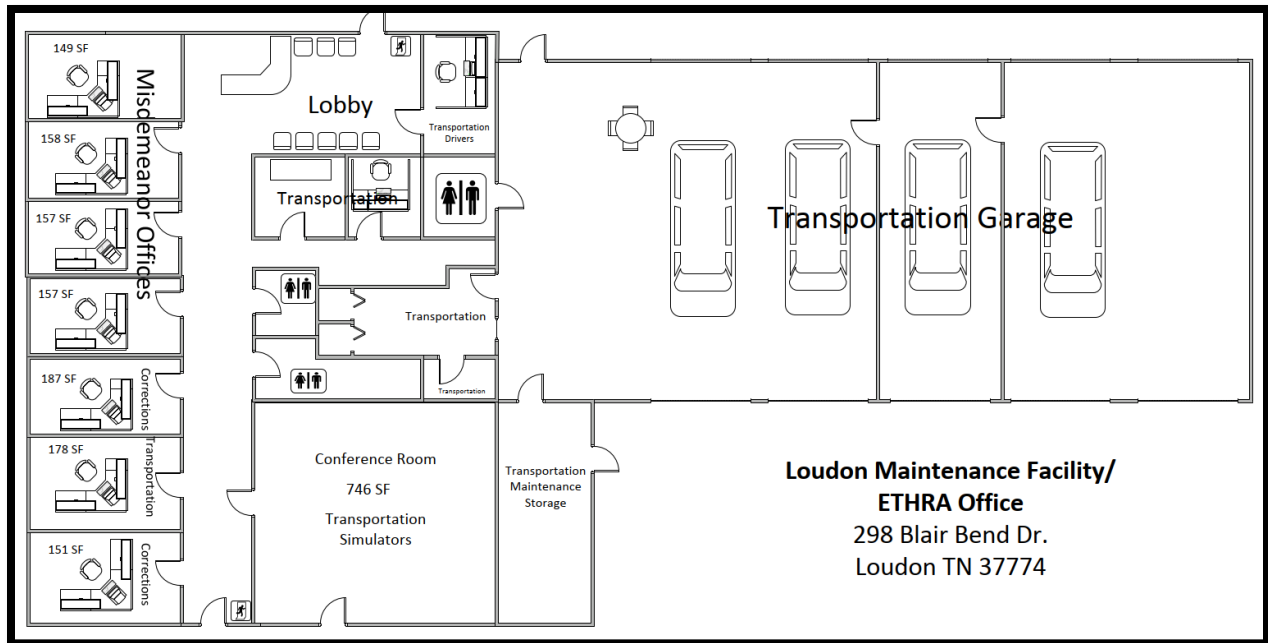 149 SF
Misdemeanor Offices
158 SF
157 SF
157 SF
187 SF
Corrections
178 SF
Transportation
151 SF
Corrections
Lobby
Transportation
Drivers
Transportation
Transportation
Transportation
Conference Room
746 SF
Transportation
Simulators
Transportation
Maintenance
Storage
Transportation Garage
Loudon Maintenance Facility/
ETHRA Office
298 Blair Bend Dr.
Loudon TN 37774